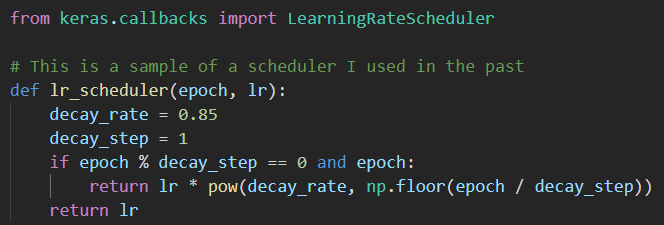 from keras.callbacks import LearningRateScheduler
# This is a sample of a scheduler I used in the past
def lr_scheduler(epoch, lr):
    decay_rate = 0.85
    decay_step = 1
    if epoch % decay_step == 0 and epoch:
        return lr * pow(decay_rate, np.floor(epoch / decay_step))
    return lr